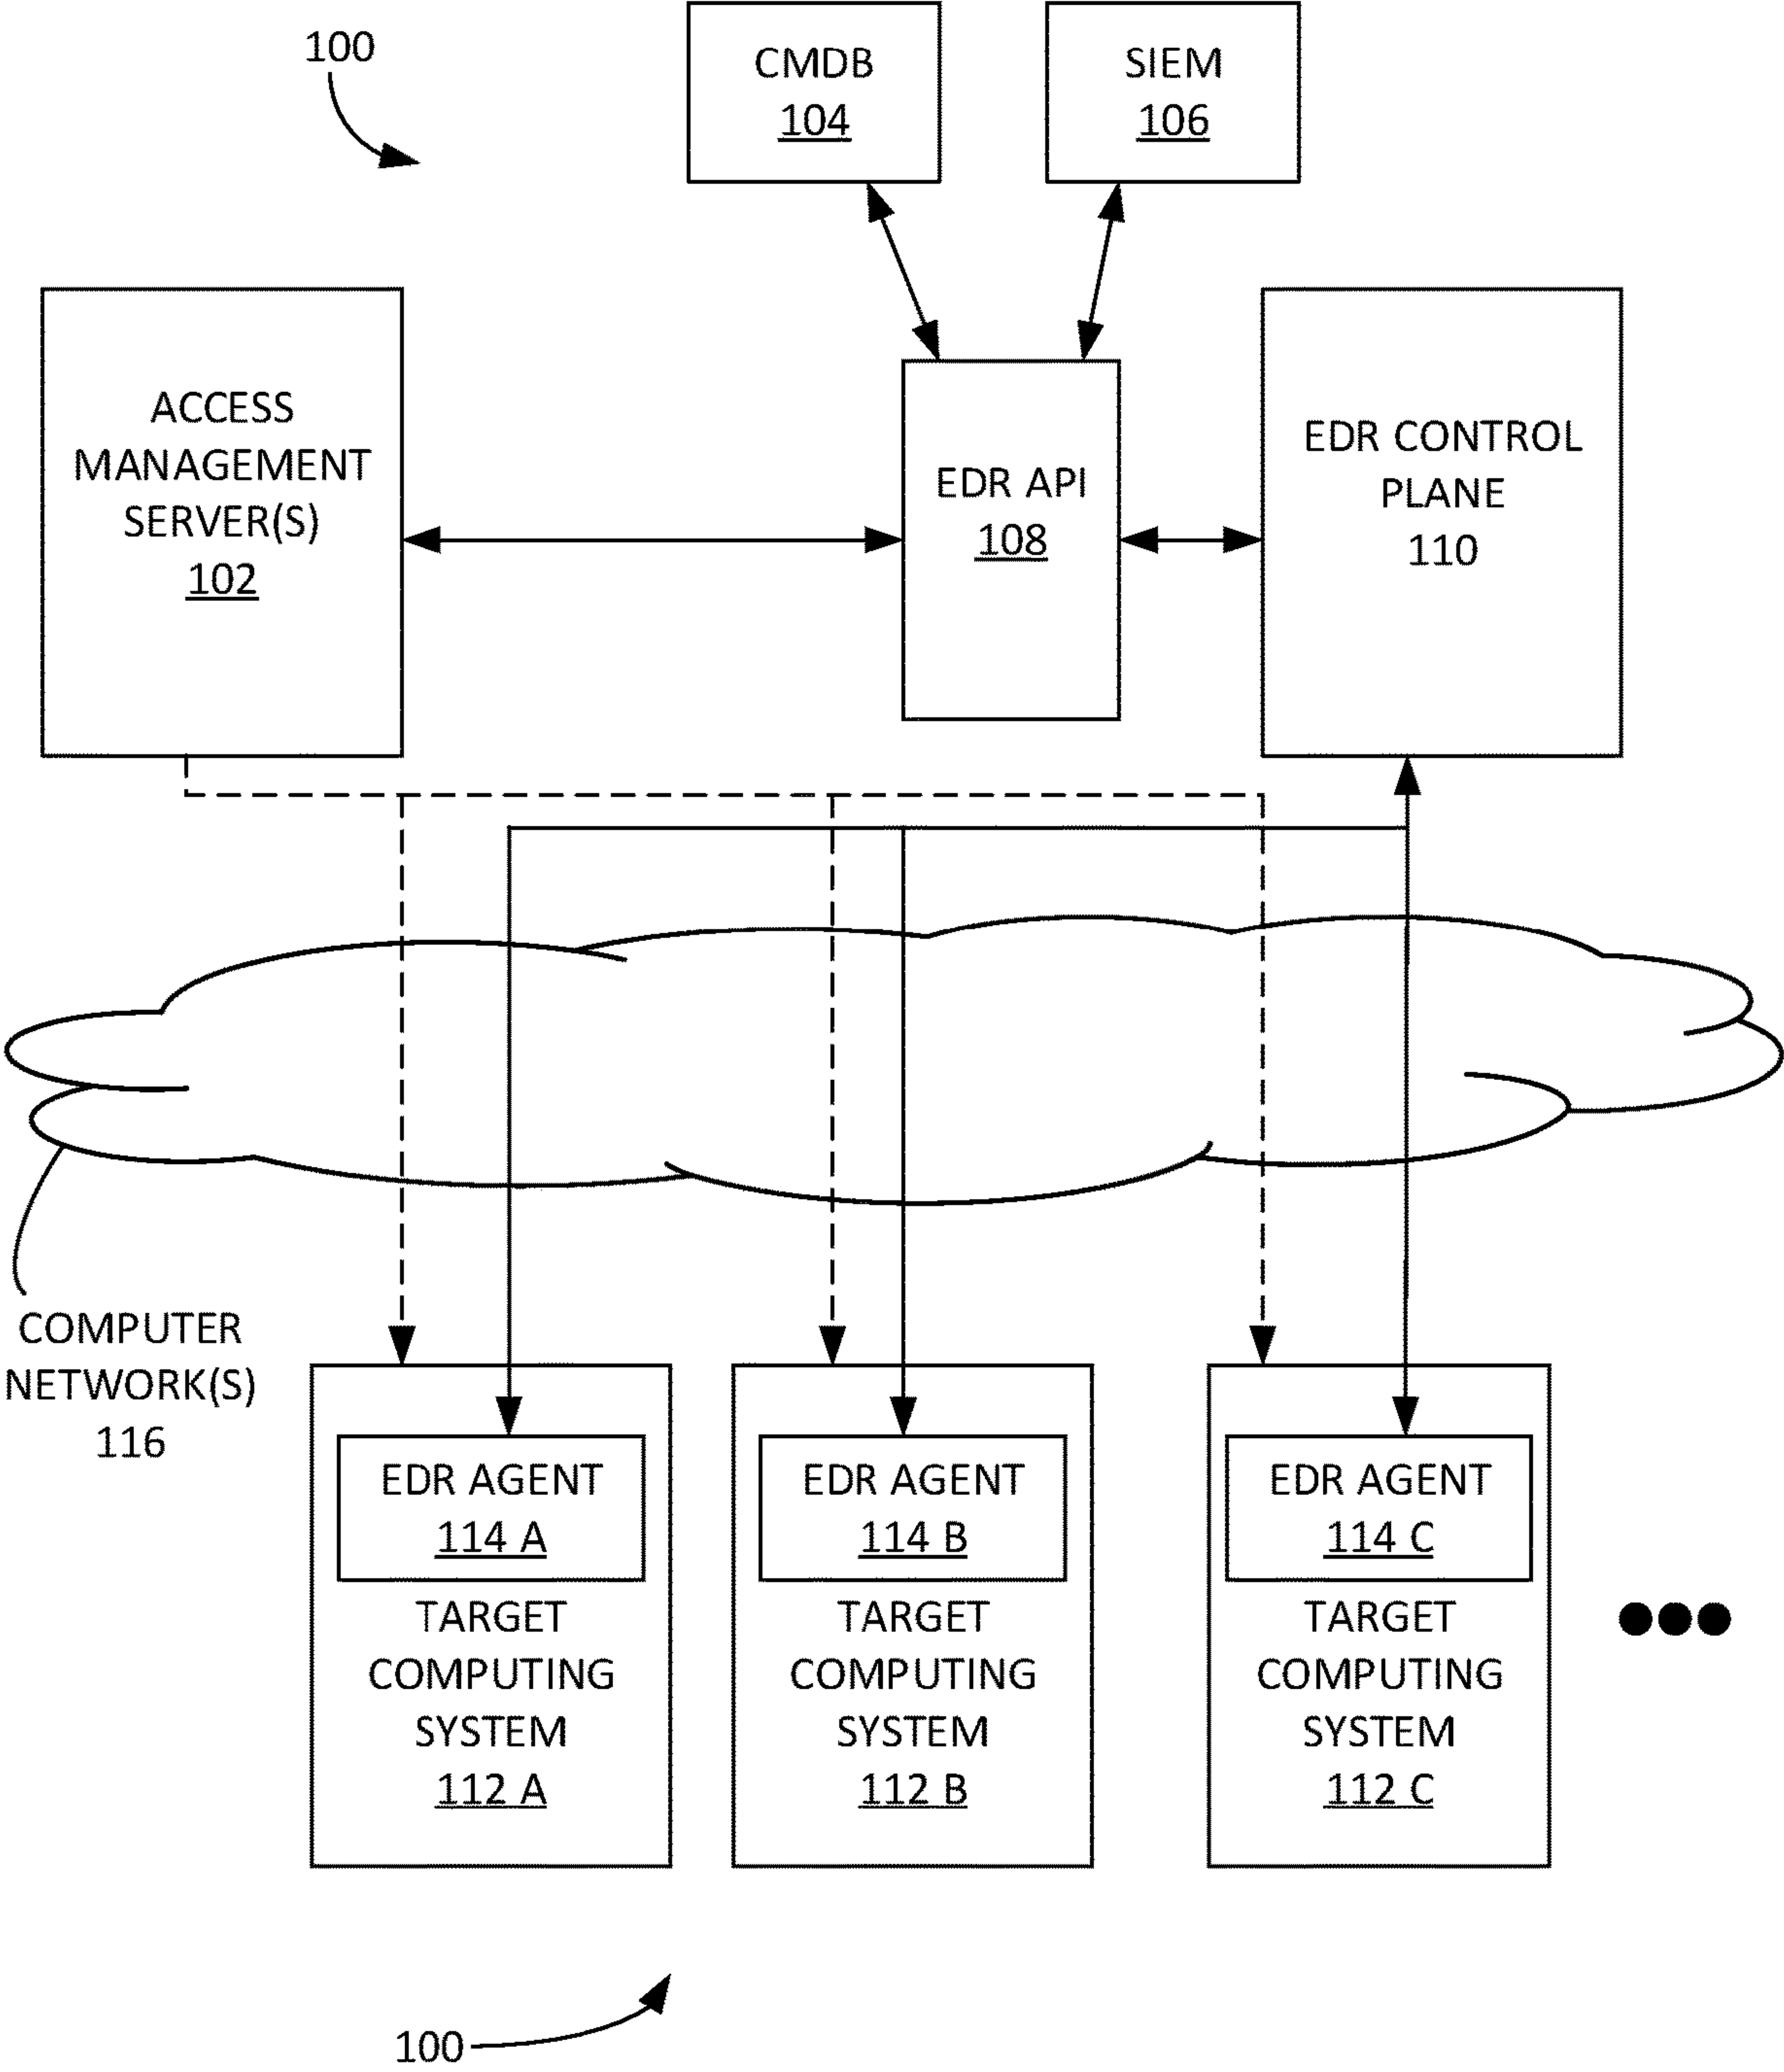 100
CMDB
104
SIEM
106
ACCESS
MANAGEMENT
SERVER(S)
102
EDR API
108
EDR CONTROL
PLANE
110
COMPUTER
NETWORK(S)
116
EDR AGENT
114 A
TARGET
COMPUTING
SYSTEM
112 A
EDR AGENT
114 B
TARGET
COMPUTING
SYSTEM
112 B
EDR AGENT
114 C
TARGET
COMPUTING
SYSTEM
112 C
100